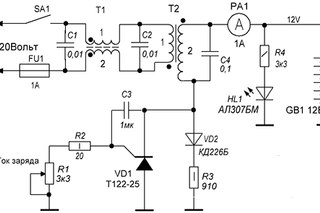 SA1
T1
T2
PA1
12V
20Вольт
C1
0,01
1
2
C2
0,01
1
2
A
1A
C4
0,1
R4
3к3
FU1
1A
HL1
АЛ307БМ
GB1 12В
C3
1мк
VD2
КД226Б
R2
20
ок заряда
R1
3к3
VD1
Т122-25
R3
910